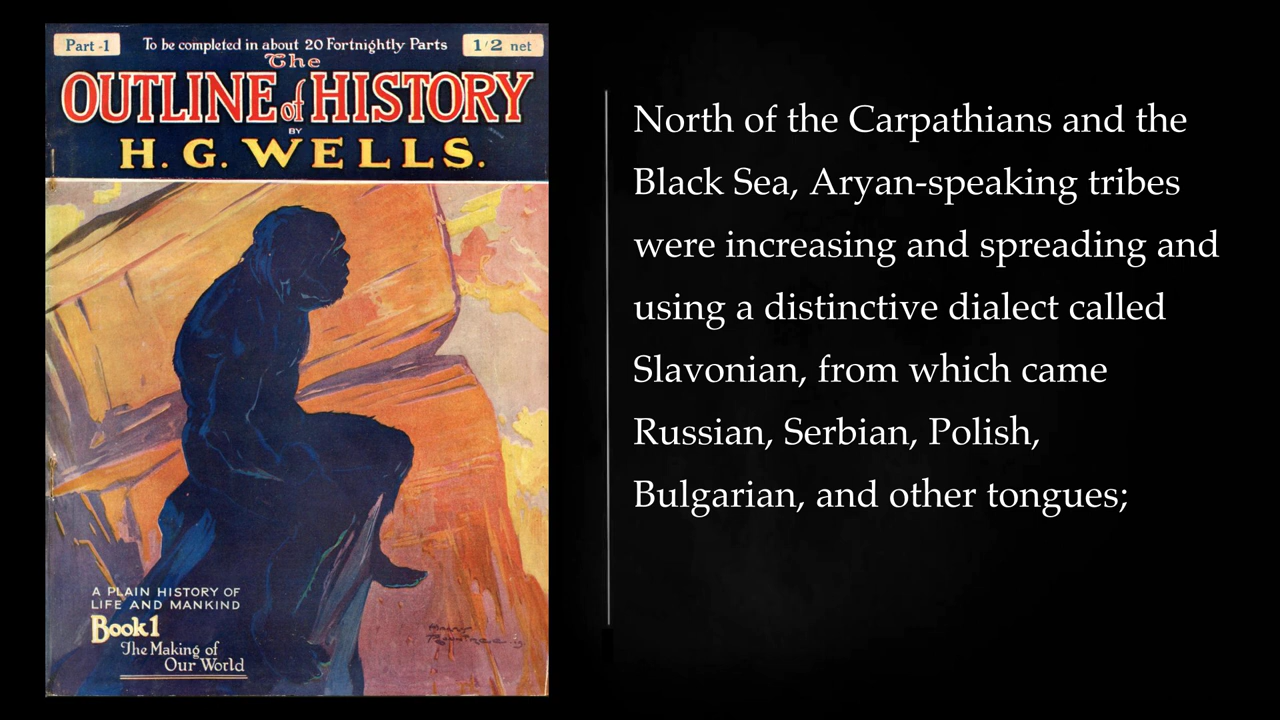 Part -1
To be completed in about 20 Fortnightly Parts
1/2 net
The
OUTLINE of HISTORY
BY
H. G. WELLS.
A PLAIN HISTORY OF
LIFE AND MANKIND
Book 1
The Making of
Our World
North of the Carpathians and the
Black Sea, Aryan-speaking tribes
were increasing and spreading and
using a distinctive dialect called
Slavonian, from which came
Russian, Serbian, Polish,
Bulgarian, and other tongues;